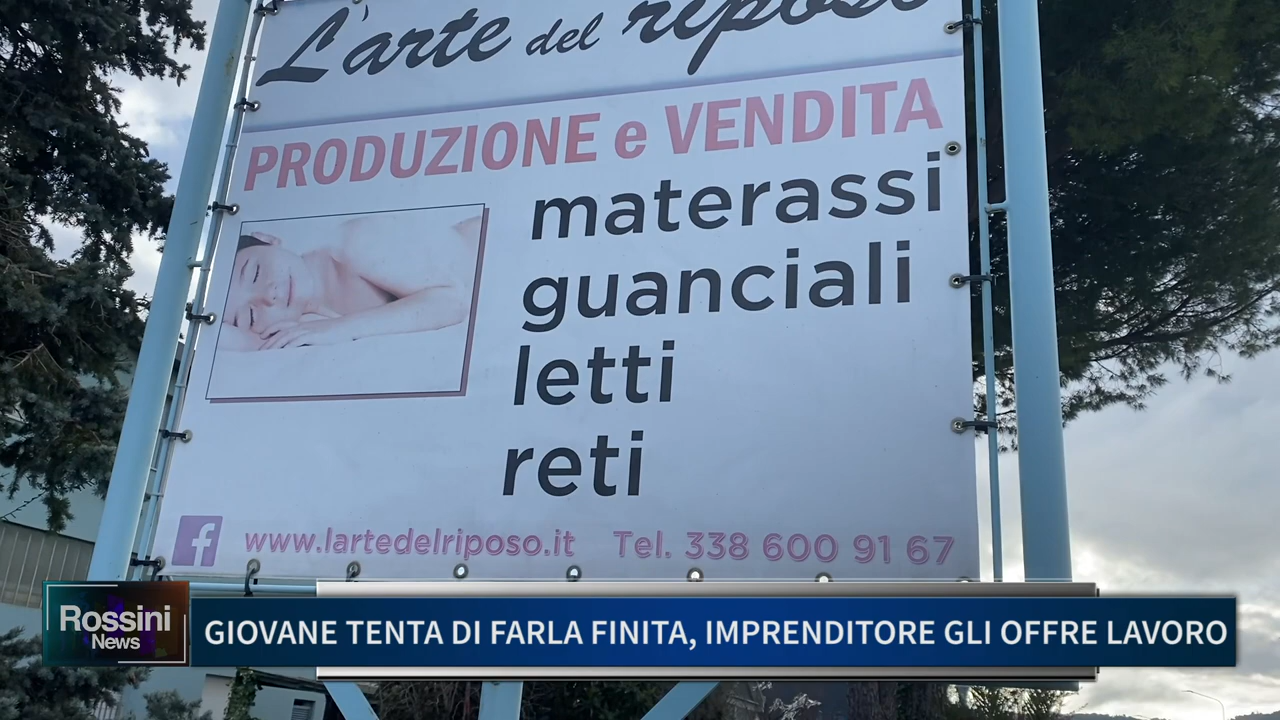 L'arte del riposo
PRODUZIONE e VENDITA
materassi
guanciali
letti
reti
www.lartedelriposo.it Tel. 338 600 91 67
Rossini
News
GIOVANE TENTA DI FARLA FINITA, IMPRENDITORE GLI OFFRE LAVORO